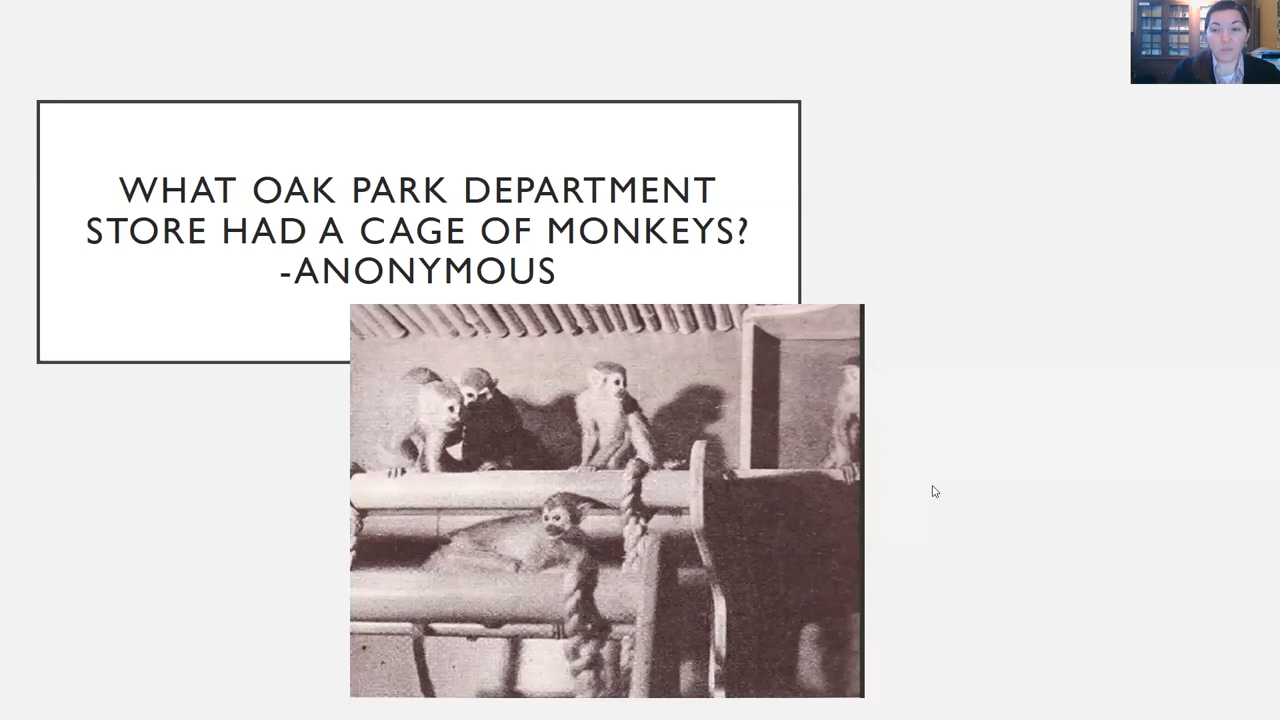 WHAT OAK PARK DEPARTMENT
STORE HAD A CAGE OF MONKEYS?
-ANONYMOUS